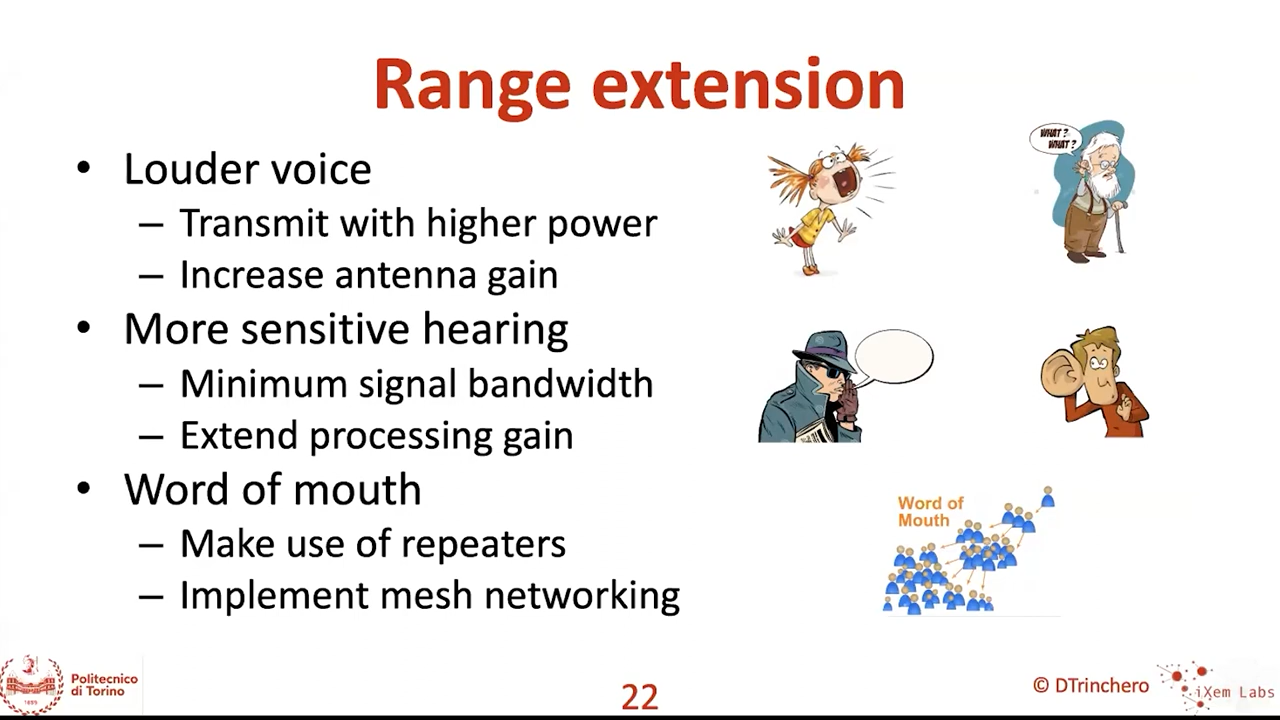 Range extension
• Louder voice
– Transmit with higher power
– Increase antenna gain
• More sensitive hearing
– Minimum signal bandwidth
– Extend processing gain
• Word of mouth
– Make use of repeaters
– Implement mesh networking
WHAT ?
WHAT ?
Word of
Mouth
Politecnico
di Torino
1859
22
© DTrinchero
iXem Labs